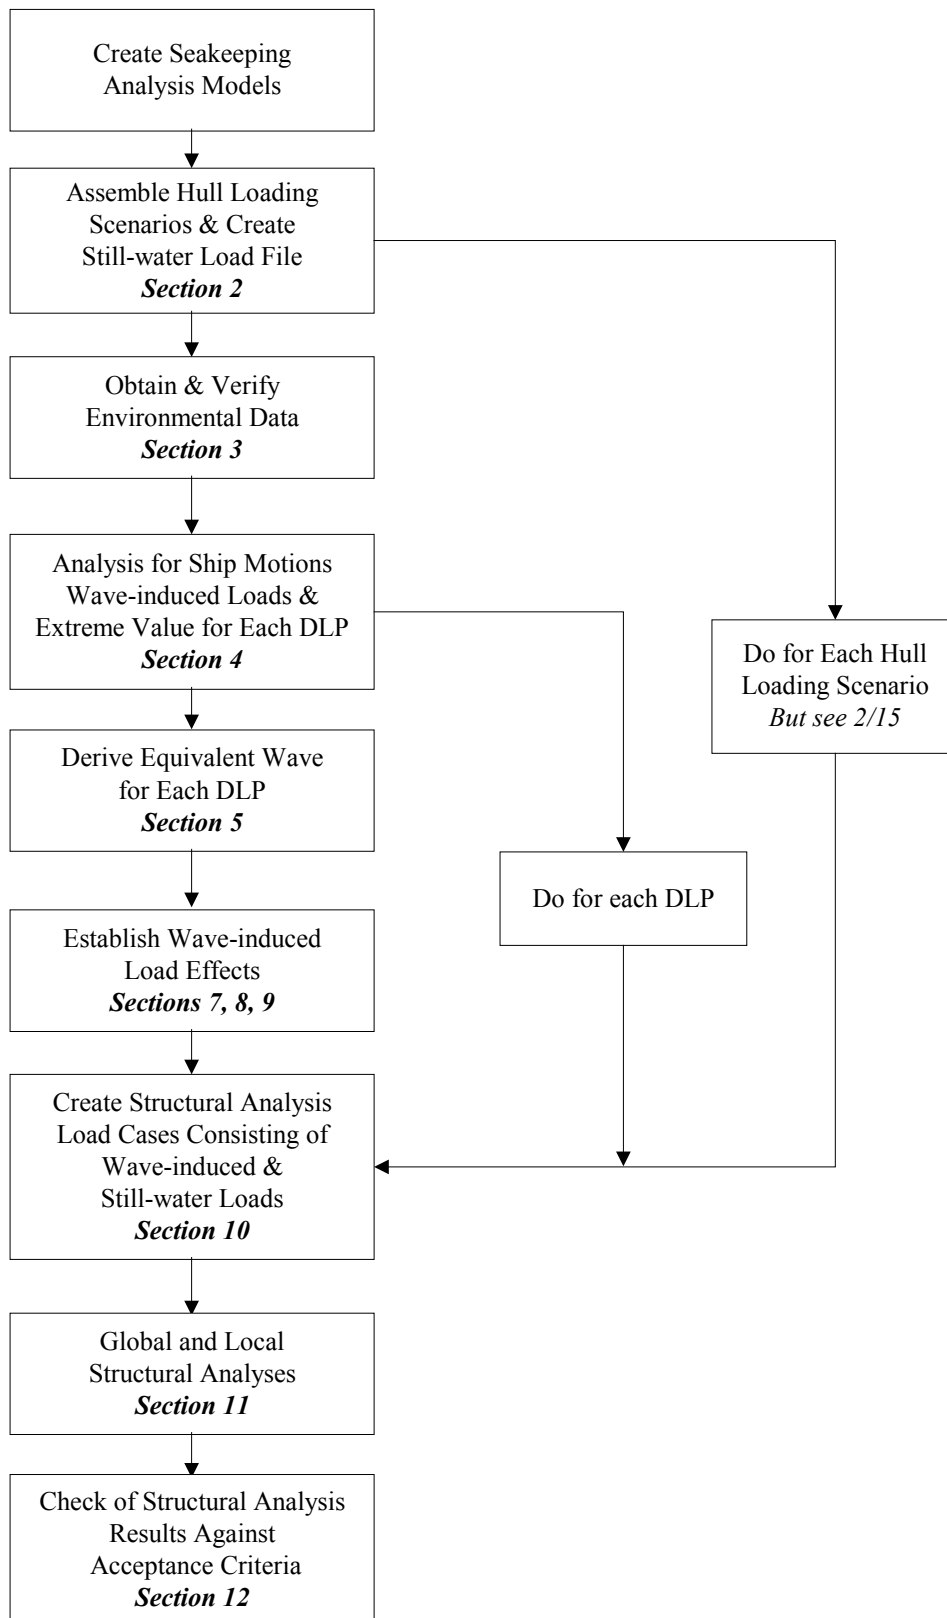 Create Seakeeping
Analysis Models
Assemble Hull Loading
Scenarios & Create
Still-water Load File
Section 2
Obtain & Verify
Environmental Data
Section 3
Analysis for Ship Motions
Wave-induced Loads &
Extreme Value for Each DLP
Section 4
Do for Each Hull
Loading Scenario
But see 2/15
Derive Equivalent Wave
for Each DLP
Section 5
Do for each DLP
Establish Wave-induced
Load Effects
Sections 7, 8, 9
Create Structural Analysis
Load Cases Consisting of
Wave-induced &
Still-water Loads
Section 10
Global and Local
Structural Analyses
Section 11
Check of Structural Analysis
Results Against
Acceptance Criteria
Section 12